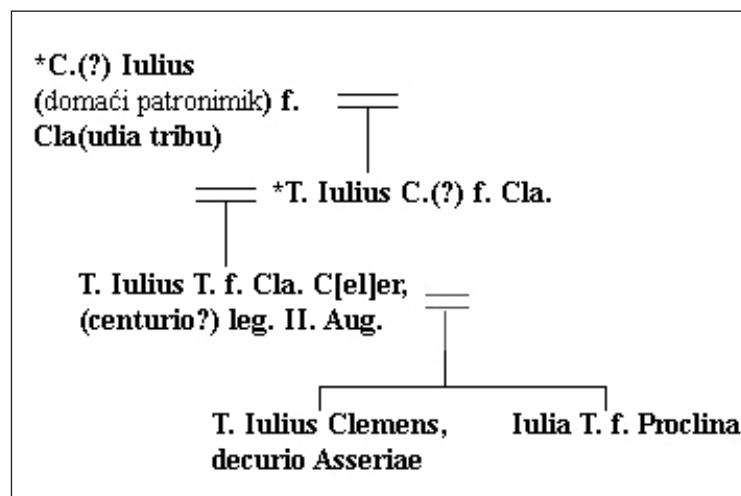 *C.(?) Iulius
(domaći patronimik) f.
Cla(udia tribu)
*T. Iulius C.(?) f. Cla.
T. Iulius T. f. Cla. C[el]er,
(centurio?) leg. II. Aug.
T. Iulius Clemens,
decurio Asseriae
Iulia T. f. Proclina